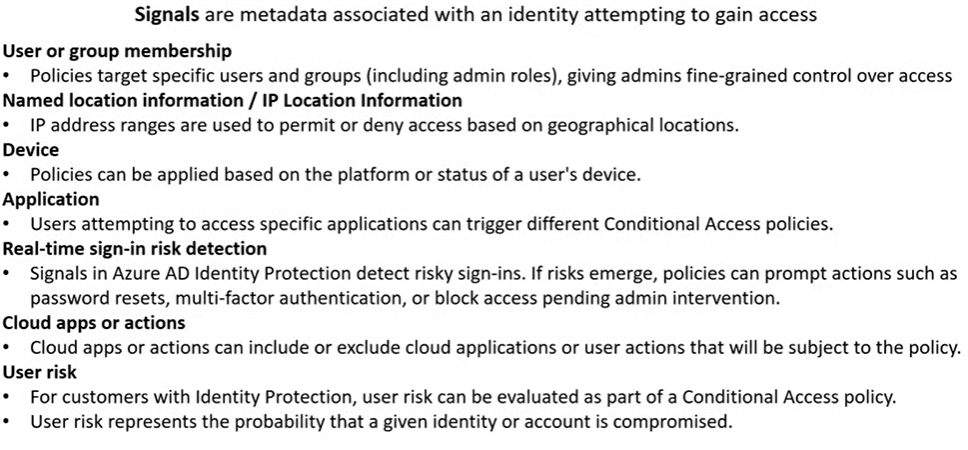 Signals are metadata associated with an identity attempting to gain access
User or group membership
• Policies target specific users and groups (including admin roles), giving admins fine-grained control over access
Named location information / IP Location Information
• IP address ranges are used to permit or deny access based on geographical locations.
Device
• Policies can be applied based on the platform or status of a user's device.
Application
• Users attempting to access specific applications can trigger different Conditional Access policies.
Real-time sign-in risk detection
• Signals in Azure AD Identity Protection detect risky sign-ins. If risks emerge, policies can prompt actions such as
password resets, multi-factor authentication, or block access pending admin intervention.
Cloud apps or actions
• Cloud apps or actions can include or exclude cloud applications or user actions that will be subject to the policy.
User risk
• For customers with Identity Protection, user risk can be evaluated as part of a Conditional Access policy.
• User risk represents the probability that a given identity or account is compromised.